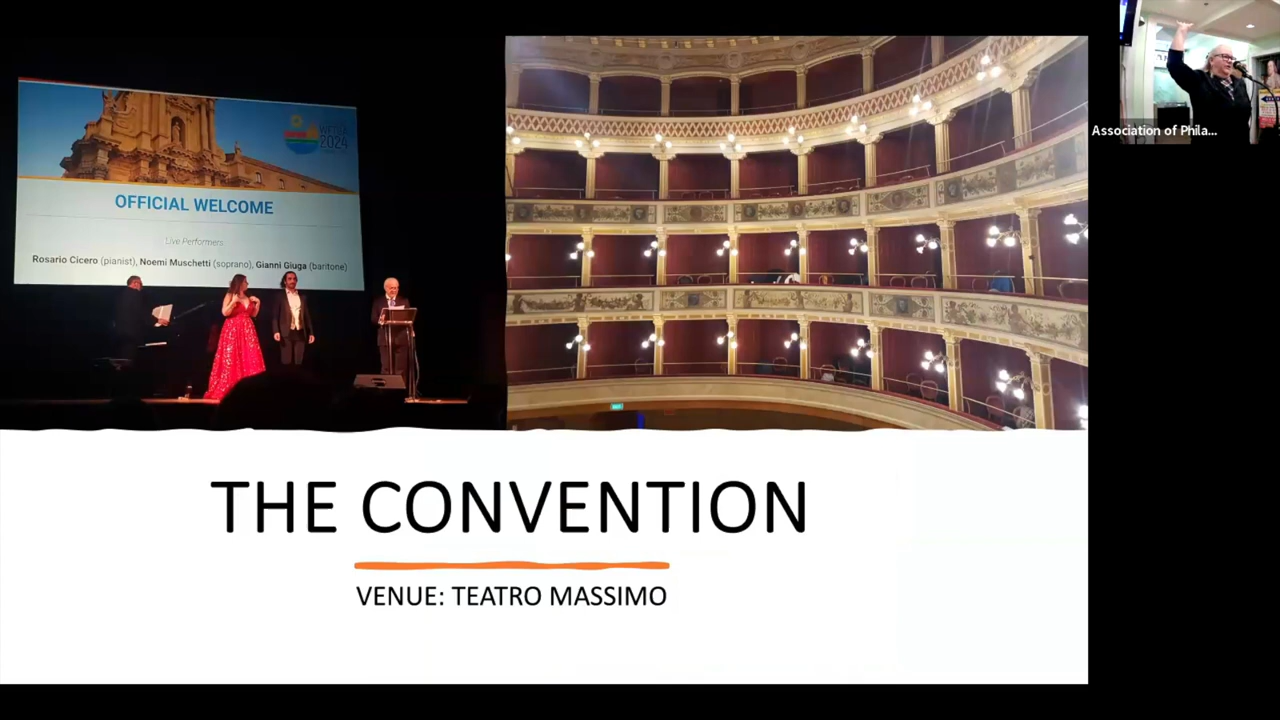 2024
OFFICIAL WELCOME
Live Performers
Rosario Cicero (pianist), Noemi Muschetti (soprano), Gianni Giuga (baritone)
Association of Phila...
THE CONVENTION
VENUE: TEATRO MASSIMO